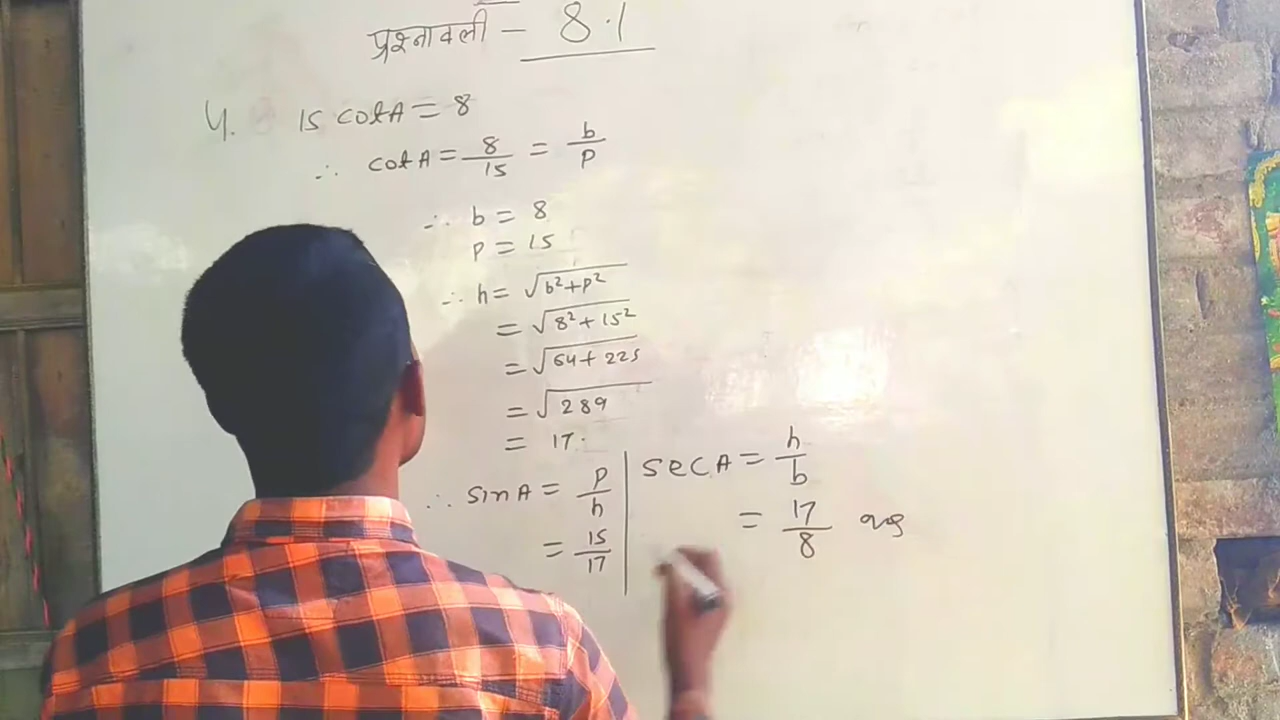 प्रश्नावली - 8.1
4. 15 cotA = 8
∴ cotA = 8/15 = b/p
∴ b = 8
p = 15
∴ h = √b²+p²
= √8²+15²
= √64+225
= √289
= 17.
∴ sinA = p/h
= 15/17
secA = h/b
= 17/8